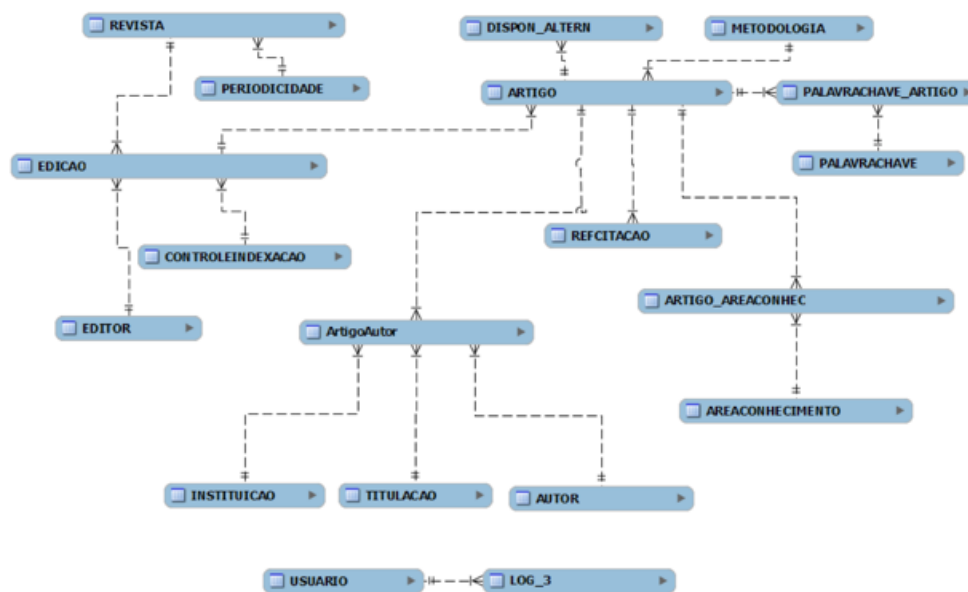 REVISTA
DISPON_ALTERN
METODOLOGIA
PERIODICIDADE
ARTIGO
PALAVRACHAVE_ARTIGO
EDICAO
PALAVRACHAVE
REFCITACAO
CONTROLEINDEXACAO
ARTIGO_AREACONHEC
EDITOR
ArtigoAutor
AREACONHECIMENTO
INSTITUICAO
TITULACAO
AUTOR
USUARIO
LOG_3